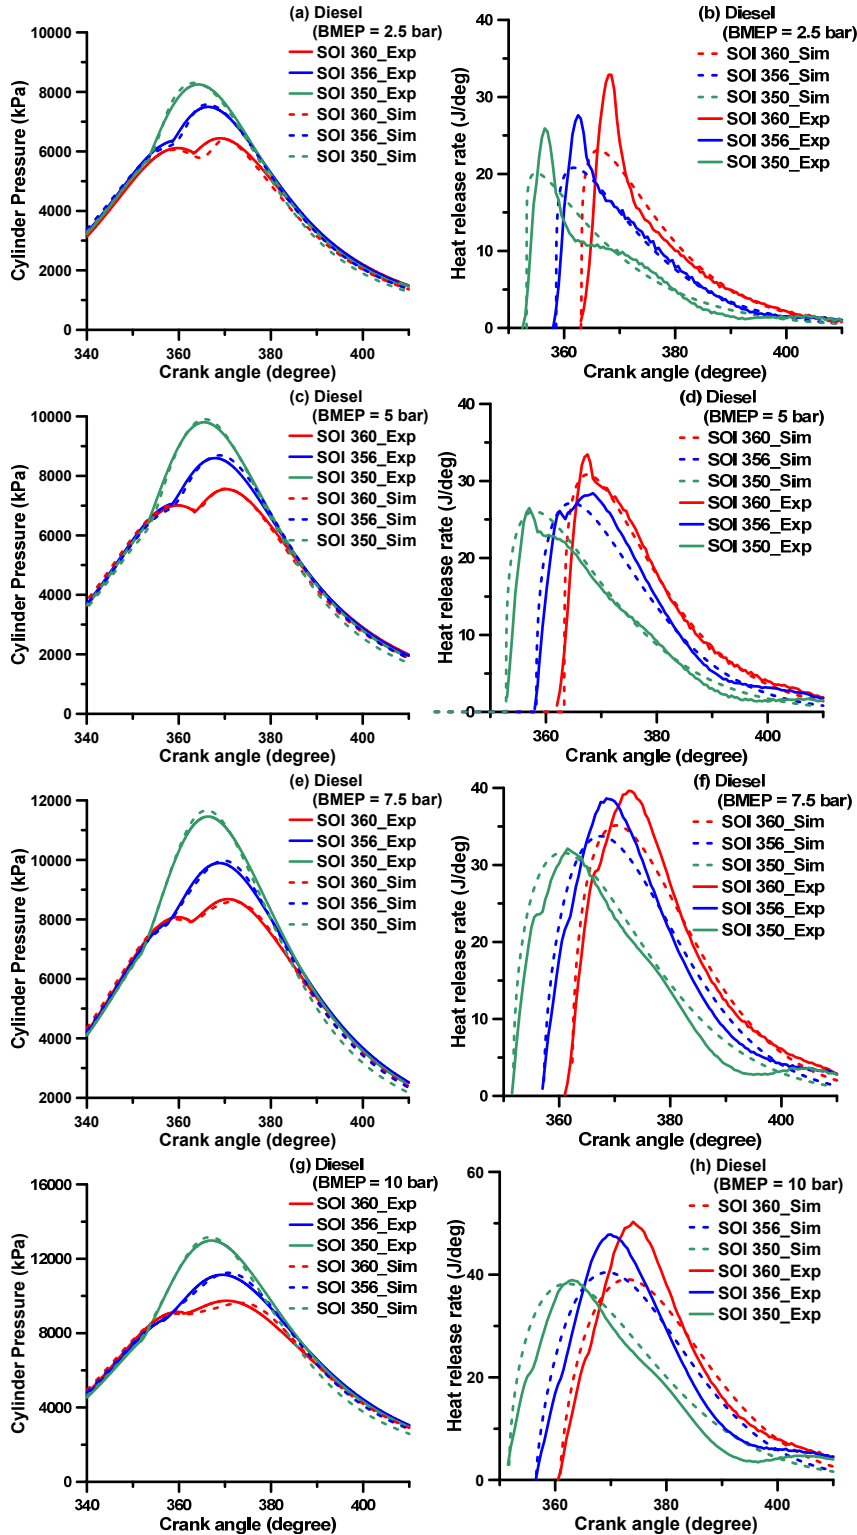 (a) Diesel
(BMEP = 2.5 bar)
SOI 360_Exp
SOI 356_Exp
SOI 350_Exp
SOI 360_Sim
SOI 356_Sim
SOI 350_Sim
Cylinder Pressure (kPa)
10000
8000
6000
4000
2000
0
340
360
380
400
Crank angle (degree)
(b) Diesel
(BMEP = 2.5 bar)
SOI 360_Sim
SOI 356_Sim
SOI 350_Sim
SOI 360_Exp
SOI 356_Exp
SOI 350_Exp
Heat release rate (J/deg)
40
30
20
10
0
360
380
400
Crank angle (degree)
(c) Diesel
(BMEP = 5 bar)
SOI 360_Exp
SOI 356_Exp
SOI 350_Exp
SOI 360_Sim
SOI 356_Sim
SOI 350_Sim
Cylinder Pressure (kPa)
10000
8000
6000
4000
2000
0
340
360
380
400
Crank angle (degree)
(d) Diesel
(BMEP = 5 bar)
SOI 360_Sim
SOI 356_Sim
SOI 350_Sim
SOI 360_Exp
SOI 356_Exp
SOI 350_Exp
Heat release rate (J/deg)
40
30
20
10
0
360
380
400
Crank angle (degree)
(e) Diesel
(BMEP = 7.5 bar)
SOI 360_Exp
SOI 356_Exp
SOI 350_Exp
SOI 360_Sim
SOI 356_Sim
SOI 350_Sim
Cylinder Pressure (kPa)
12000
10000
8000
6000
4000
2000
340
360
380
400
Crank angle (degree)
(f) Diesel
(BMEP = 7.5 bar)
SOI 360_Sim
SOI 356_Sim
SOI 350_Sim
SOI 360_Exp
SOI 356_Exp
SOI 350_Exp
Heat release rate (J/deg)
40
30
20
10
0
360
380
400
Crank angle (degree)
(g) Diesel
(BMEP = 10 bar)
SOI 360_Exp
SOI 356_Exp
SOI 350_Exp
SOI 360_Sim
SOI 356_Sim
SOI 350_Sim
Cylinder Pressure (kPa)
16000
13000
10000
7000
4000
0
340
360
380
400
Crank angle (degree)
(h) Diesel
(BMEP = 10 bar)
SOI 360_Sim
SOI 356_Sim
SOI 350_Sim
SOI 360_Exp
SOI 356_Exp
SOI 350_Exp
Heat release rate (J/deg)
60
50
40
20
0
360
380
400
Crank angle (degree)